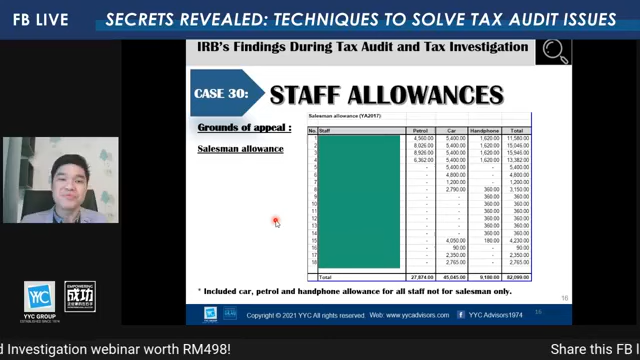 FB LIVE
SECRETS REVEALED: TECHNIQUES TO SOLVE TAX AUDIT ISSUES
IRB's Findings During Tax Audit and Tax Investigation
CASE 30:
STAFF ALLOWANCES
Grounds of appeal :
Salesman allowance
Salesman allowance (YA2017)
No. Staff Petrol Car Handphone Total
1 4,560.00 5,400.00 1,620.00 11,580.00
2 8,026.00 5,400.00 1,620.00 15,046.00
3 8,926.00 5,400.00 1,620.00 15,946.00
4 6,362.00 5,400.00 1,620.00 13,382.00
5 - 5,400.00 - 5,400.00
6 - 4,800.00 - 4,800.00
7 - 1,200.00 - 1,200.00
8 - 2,790.00 360.00 3,150.00
9 - - 360.00 360.00
10 - - 360.00 360.00
11 - - 360.00 360.00
12 - - 360.00 360.00
13 - - 360.00 360.00
14 - - 360.00 360.00
15 - 4,050.00 180.00 4,230.00
16 - 90.00 - 90.00
17 - 2,350.00 - 2,350.00
18 - 2,765.00 - 2,765.00
Total 27,874.00 45,045.00 9,180.00 82,099.00
* Included car, petrol and handphone allowance for all staff not for salesman only.
16
YYC
YYC GROUP
ESTABLISHED SINCE 1974
EMPOWERING
成功
YYC
Copyright © 2021 YYC All Rights Reserved Web: www.yycadvisors.com
YYC Advisors1974
16
d Investigation webinar worth RM498!
Share this FB l